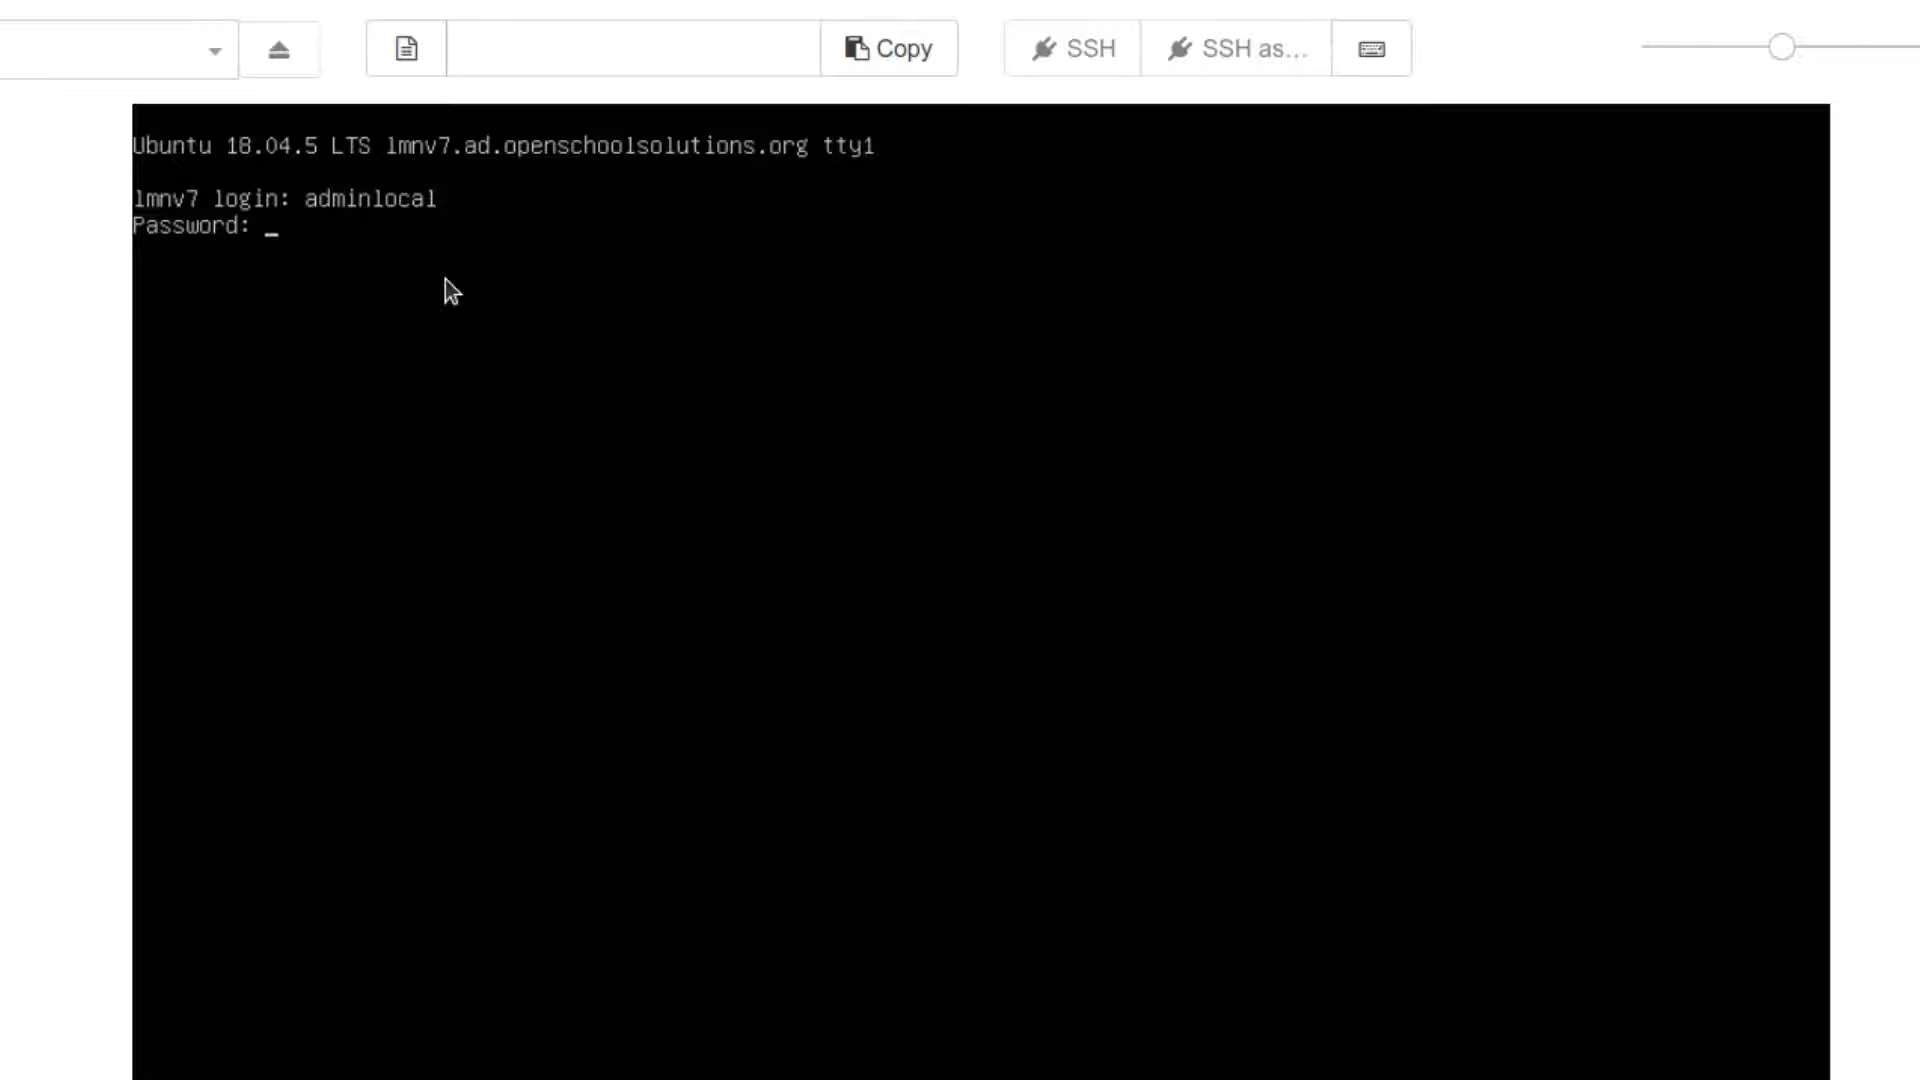 Copy
SSH
SSH as...
Ubuntu 18.04.5 LTS lmnv7.ad.openschoolsolutions.org tty1
lmnv7 login: adminlocal
Password: _